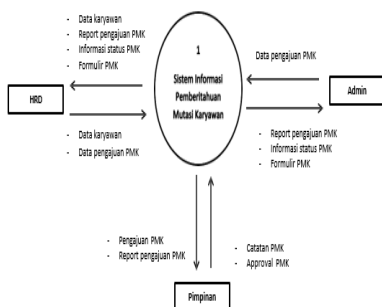 - Data karyawan
- Report pengajuan PMK
- Informasi status PMK
- Formulir PMK
1
Sistem Informasi
Pemberitahuan
Mutasi Karyawan
Data pengajuan PMK
HRD
Admin
- Data karyawan
- Data pengajuan PMK
- Report pengajuan PMK
- Informasi status PMK
- Formulir PMK
- Pengajuan PMK
- Report pengajuan PMK
- Catatan PMK
- Approval PMK
Pimpinan